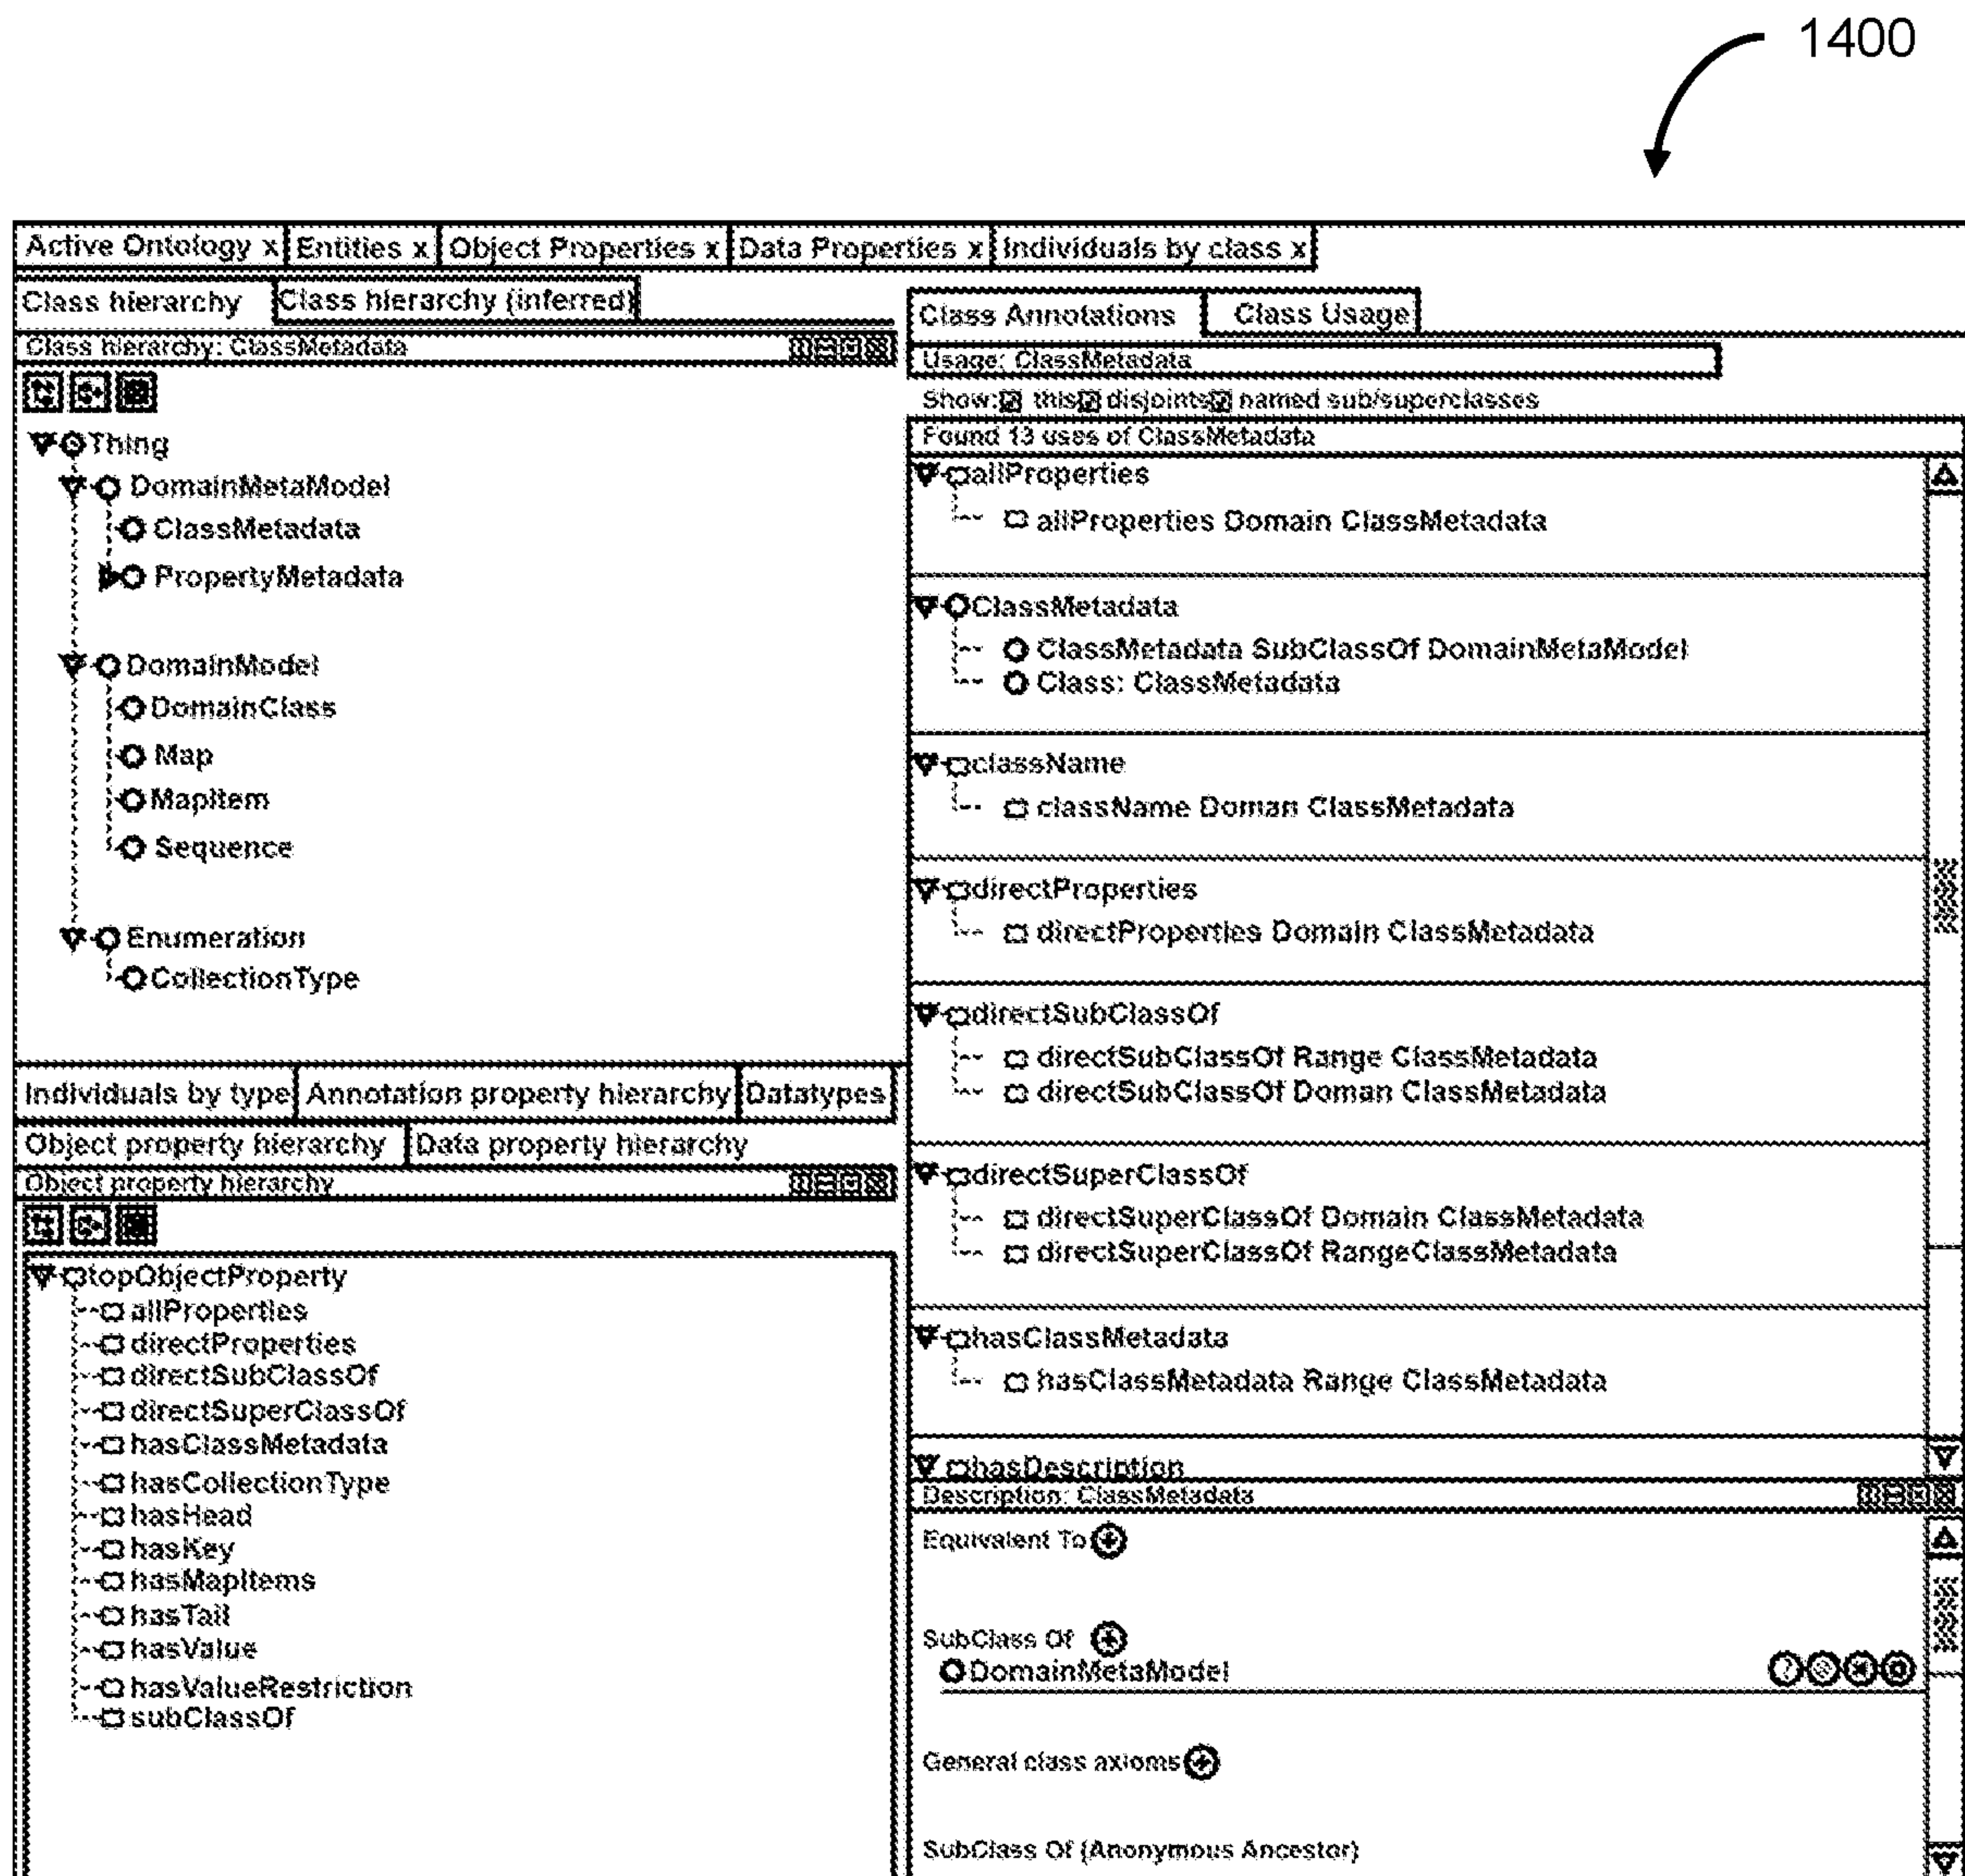 1400
Active Ontology x Entities x Object Properties x Data Properties x Individuals by class x
Class hierarchy Class hierarchy (inferred)
Class hierarchy: ClassMetadata
Thing
DomainMetaModel
ClassMetadata
PropertyMetadata
DomainModel
DomainClass
Map
MapItem
Sequence
Enumeration
CollectionType
Individuals by type Annotation property hierarchy Datatypes
Object property hierarchy Data property hierarchy
Object property hierarchy
topObjectProperty
allProperties
directProperties
directSubClassOf
directSuperClassOf
hasClassMetadata
hasCollectionType
hasHead
hasKey
hasMapItems
hasTail
hasValue
hasValueRestriction
subClassOf
Class Annotations Class Usage
Usage: ClassMetadata
Show: this disjoints named sub/superclasses
Found 13 uses of ClassMetadata
allProperties
allProperties Domain ClassMetadata
ClassMetadata
ClassMetadata SubClassOf DomainMetaModel
Class: ClassMetadata
className
className Doman ClassMetadata
directProperties
directProperties Domain ClassMetadata
directSubClassOf
directSubClassOf Range ClassMetadata
directSubClassOf Doman ClassMetadata
directSuperClassOf
directSuperClassOf Domain ClassMetadata
directSuperClassOf RangeClassMetadata
hasClassMetadata
hasClassMetadata Range ClassMetadata
hasDescription
Description: ClassMetadata
Equivalent To
SubClass Of
DomainMetaModel
General class axioms
SubClass Of (Anonymous Ancestor)